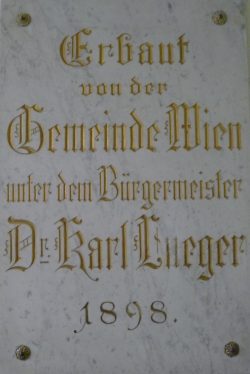 Erbaut
von der
Gemeinde Wien
unter dem Bürgermeister
Dr. Karl Lueger
1898.